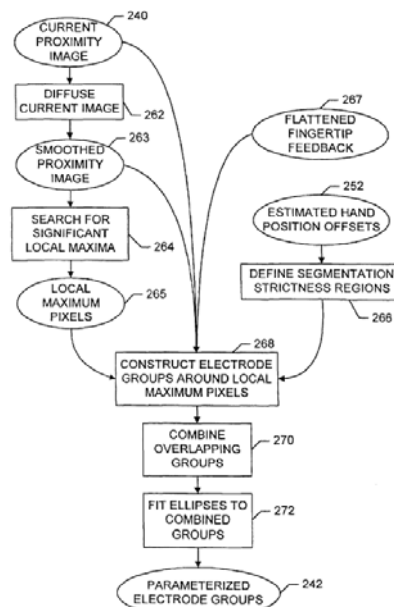 CURRENT
PROXIMITY
IMAGE
240
DIFFUSE
CURRENT IMAGE
262
SMOOTHED
PROXIMITY
IMAGE
263
SEARCH FOR
SIGNIFICANT
LOCAL MAXIMA
264
LOCAL
MAXIMUM
PIXELS
265
267
FLATTENED
FINGERTIP
FEEDBACK
252
ESTIMATED HAND
POSITION OFFSETS
DEFINE SEGMENTATION
STRICTNESS REGIONS
266
268
CONSTRUCT ELECTRODE
GROUPS AROUND LOCAL
MAXIMUM PIXELS
COMBINE
OVERLAPPING
GROUPS
270
FIT ELLIPSES TO
COMBINED
GROUPS
272
PARAMETERIZED
ELECTRODE GROUPS
242